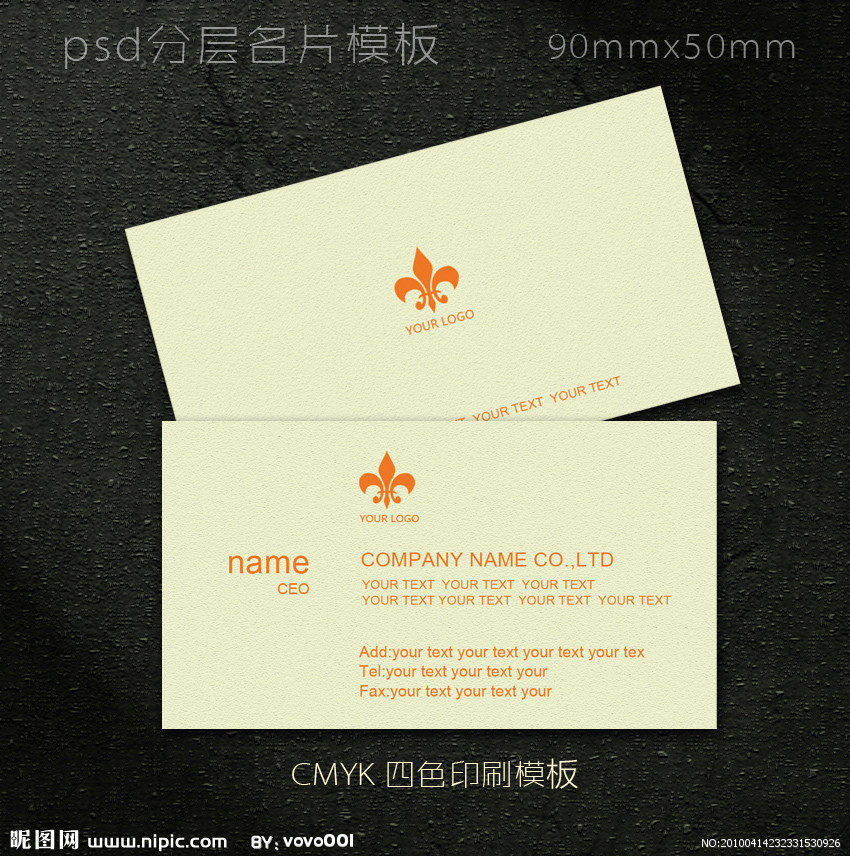 psd分层名片模板
90mmx50mm
YOUR LOGO
YOUR TEXT YOUR TEXT
YOUR LOGO
name
CEO
COMPANY NAME CO.,LTD
YOUR TEXT YOUR TEXT YOUR TEXT
YOUR TEXT YOUR TEXT YOUR TEXT YOUR TEXT
Add:your text your text your text your tex
Tel:your text your text your
Fax:your text your text your
CMYK 四色印刷模板
昵图网 www.nipic.com BY:vovo001
NO:20100414232331530926